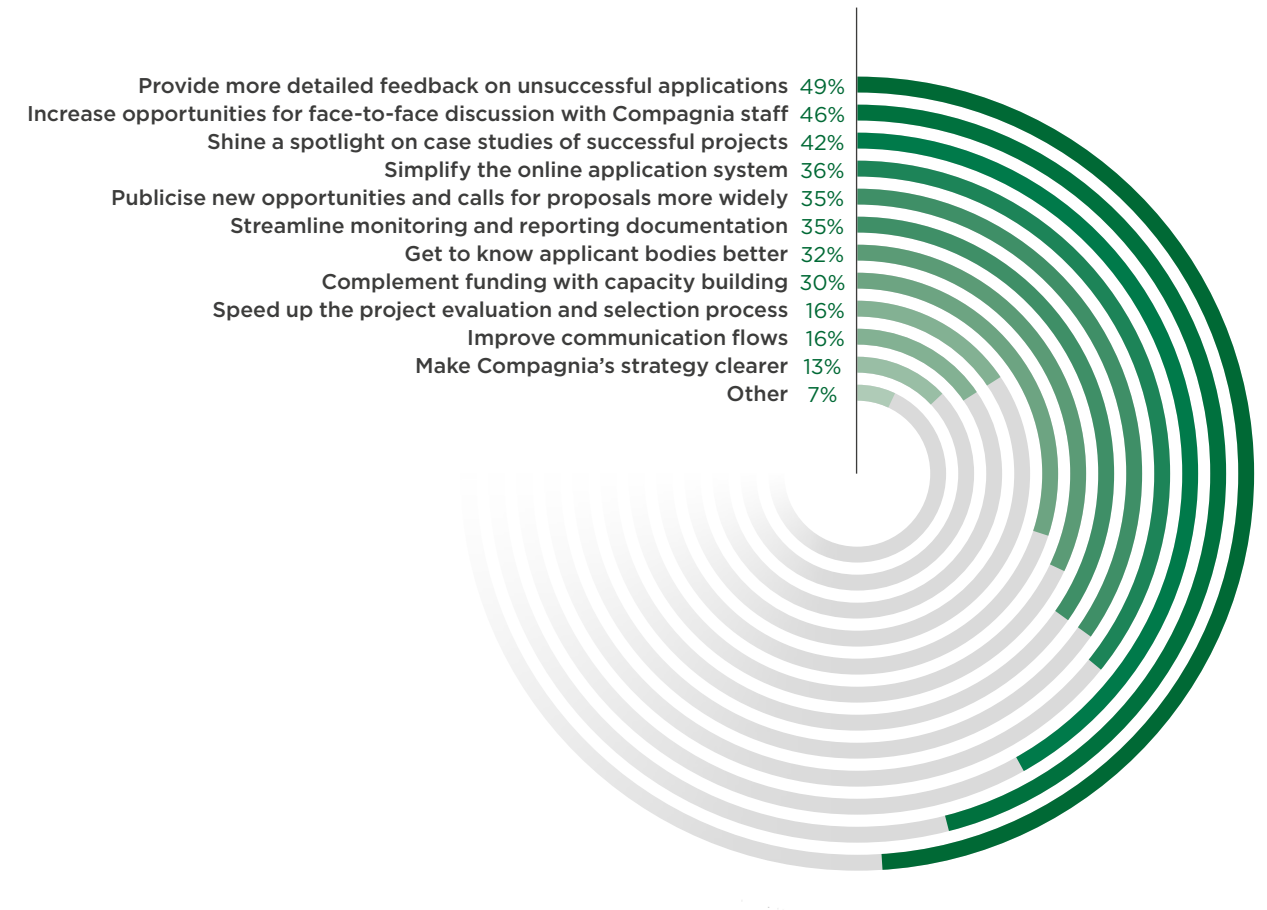 Provide more detailed feedback on unsuccessful applications 49%
Increase opportunities for face-to-face discussion with Compagnia staff 46%
Shine a spotlight on case studies of successful projects 42%
Simplify the online application system 36%
Publicise new opportunities and calls for proposals more widely 35%
Streamline monitoring and reporting documentation 35%
Get to know applicant bodies better 32%
Complement funding with capacity building 30%
Speed up the project evaluation and selection process 16%
Improve communication flows 16%
Make Compagnia’s strategy clearer 13%
Other 7%